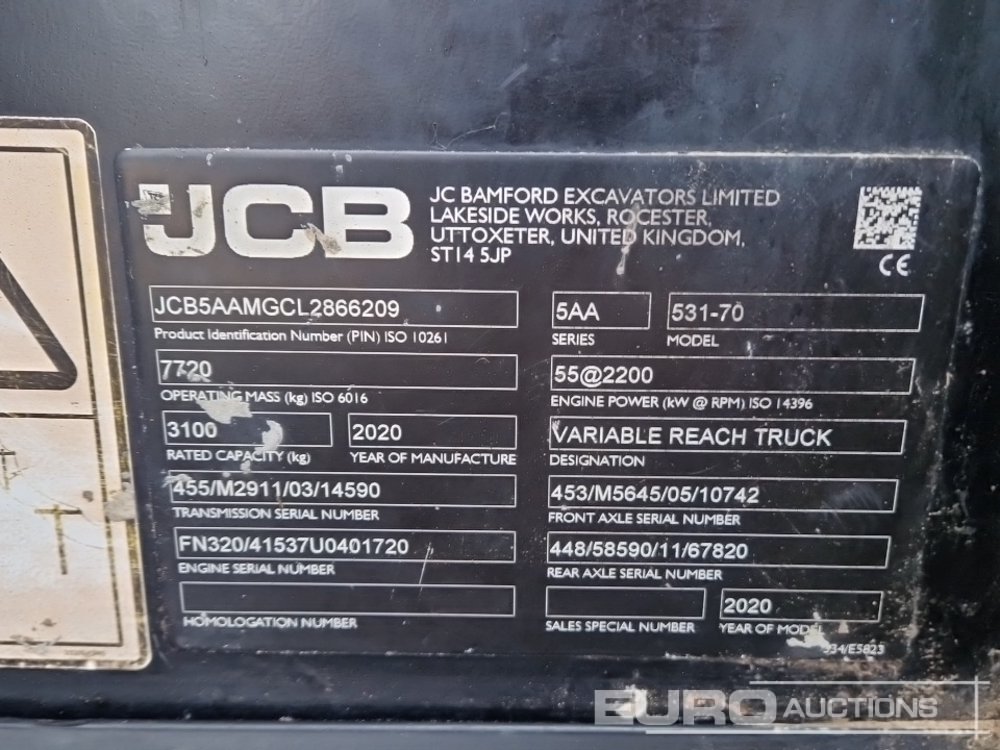 JCB
JC BAMFORD EXCAVATORS LIMITED
LAKESIDE WORKS, ROCESTER,
UTTOXETER, UNITED KINGDOM,
ST14 5JP
CE
JCB5AAMGCL2866209
Product Identification Number (PIN) ISO 10261
5AA
SERIES
531-70
MODEL
7720
OPERATING MASS (kg) ISO 6016
55@2200
ENGINE POWER (kW @ RPM) ISO 14396
3100
RATED CAPACITY (kg)
2020
YEAR OF MANUFACTURE
VARIABLE REACH TRUCK
DESIGNATION
455/M2911/03/14590
TRANSMISSION SERIAL NUMBER
453/M5645/05/10742
FRONT AXLE SERIAL NUMBER
FN320/41537U0401720
ENGINE SERIAL NUMBER
448/58590/11/67820
REAR AXLE SERIAL NUMBER
HOMOLOGATION NUMBER
SALES SPECIAL NUMBER
2020
YEAR OF MODEL
334/E5823
EURO AUCTIONS